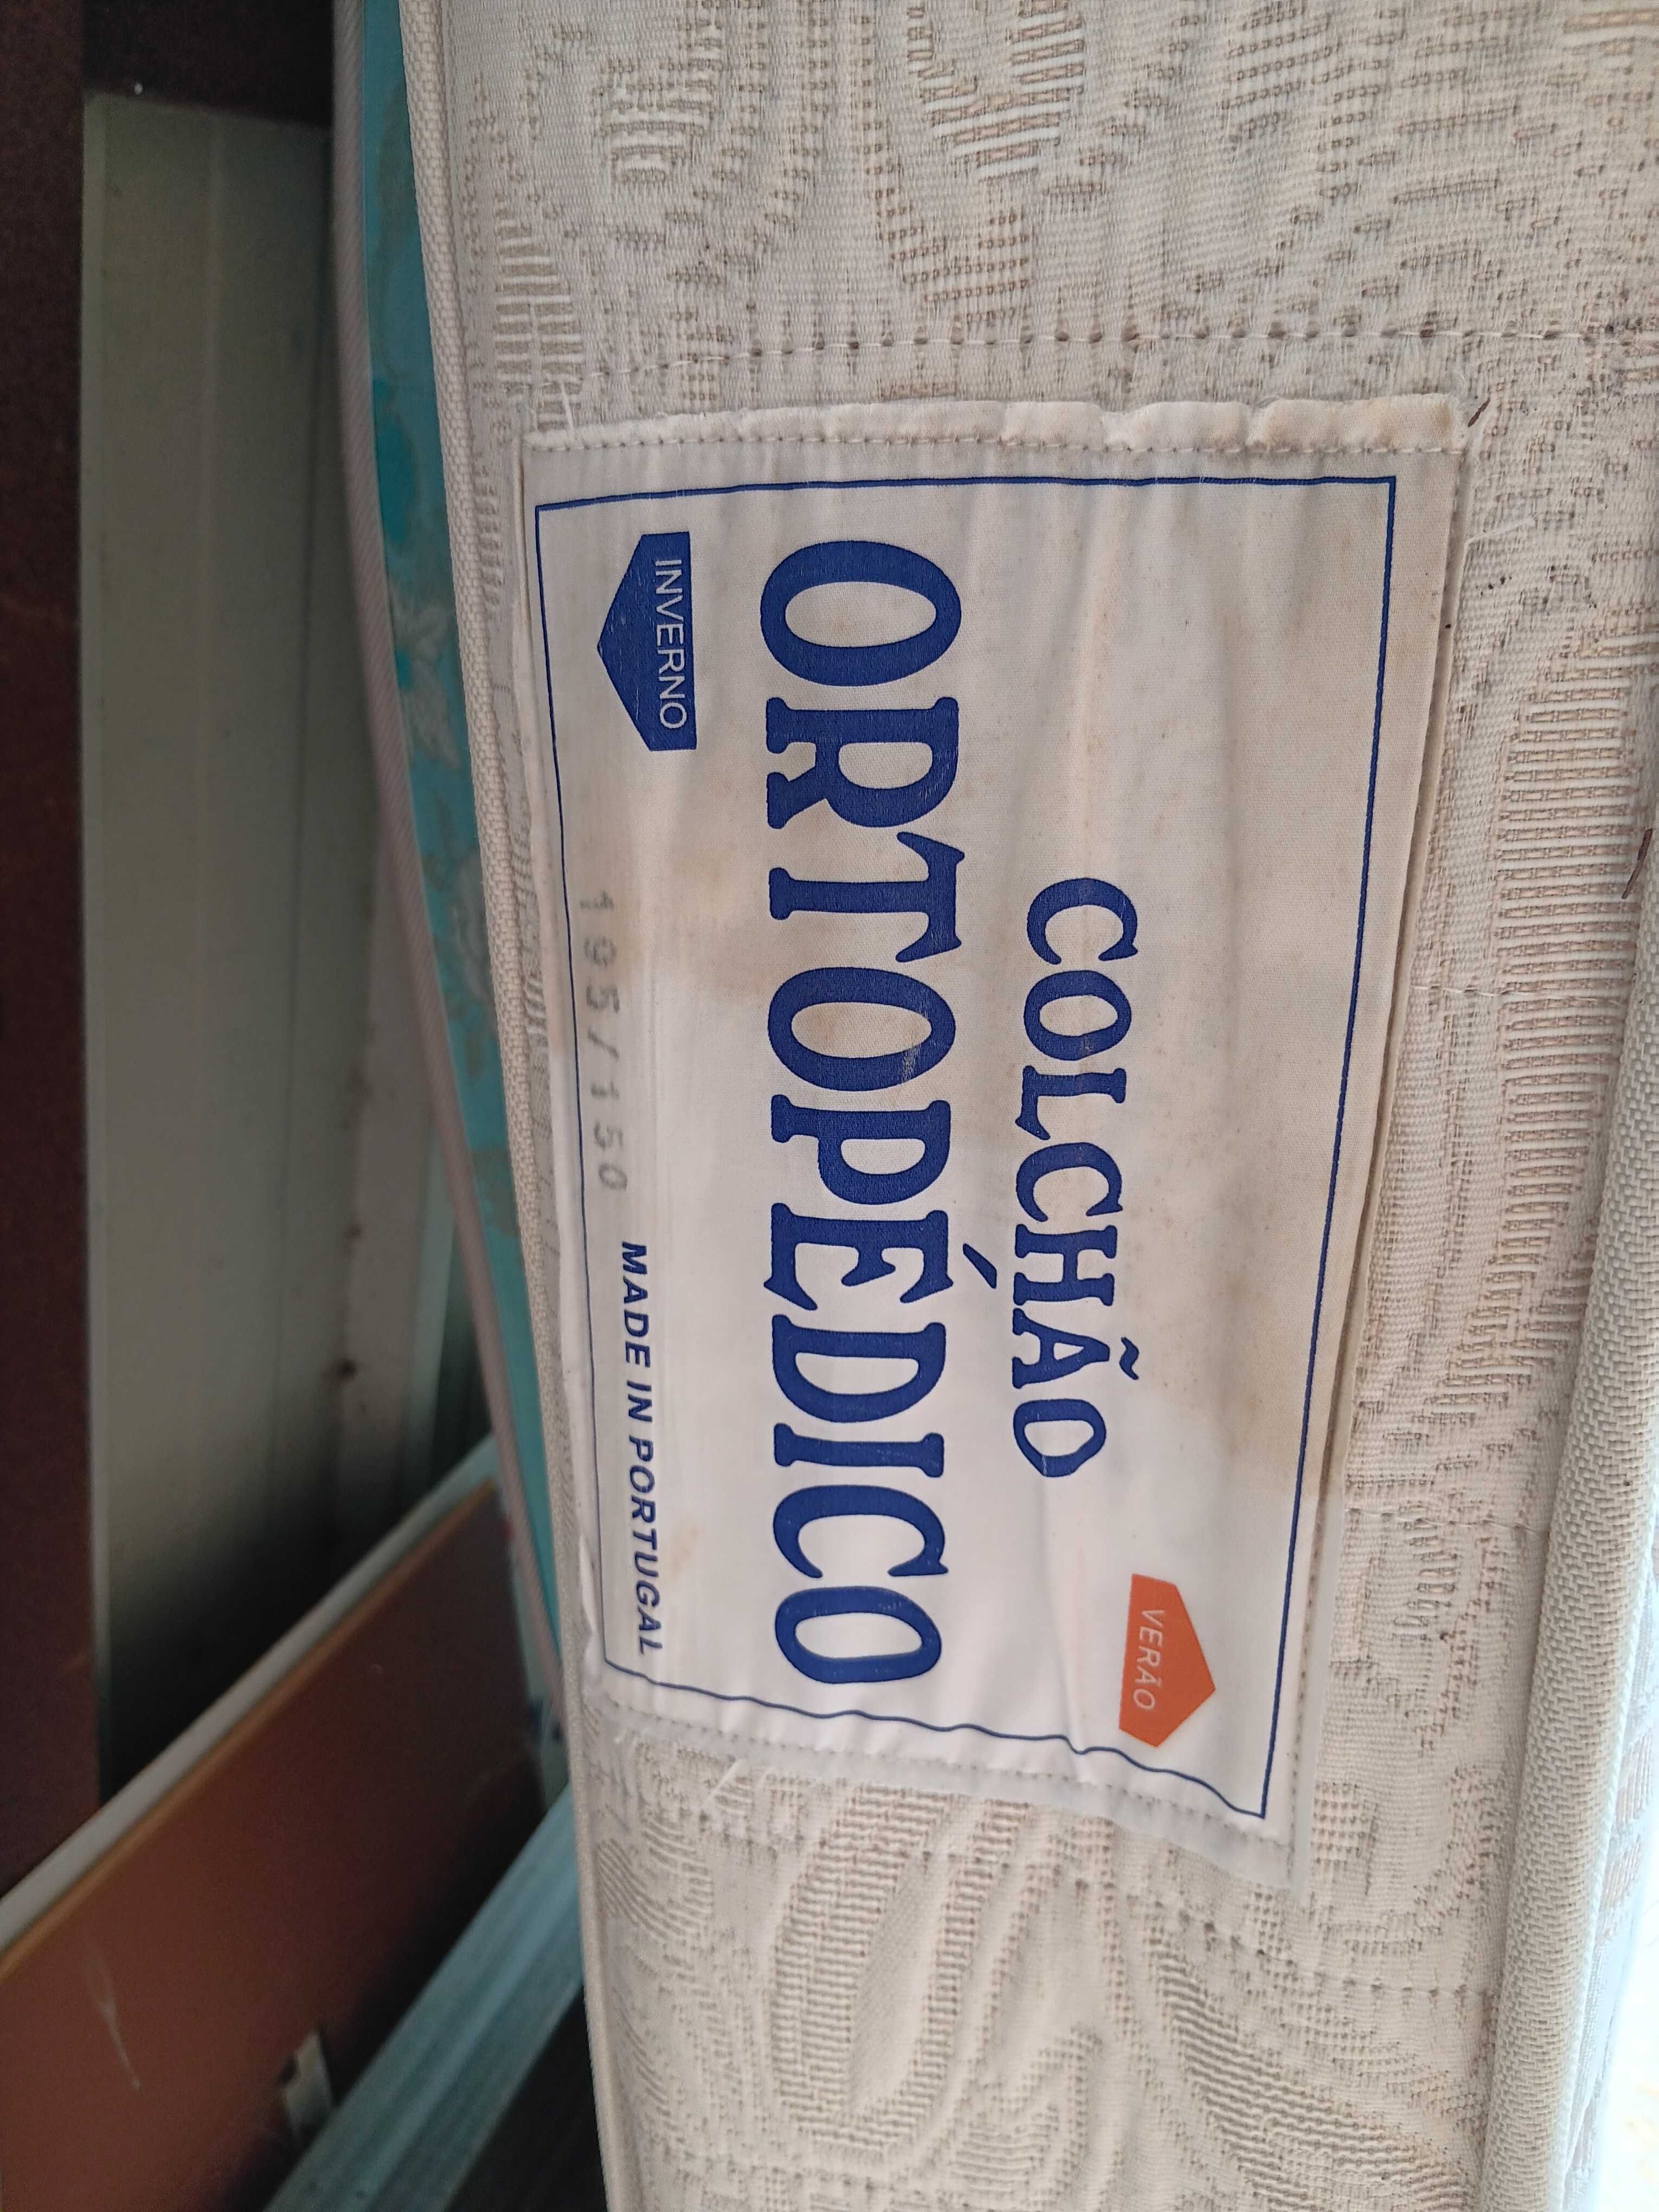 VERÃO
COLCHÃO
ORTOPÉDICO
INVERNO
195/150
MADE IN PORTUGAL